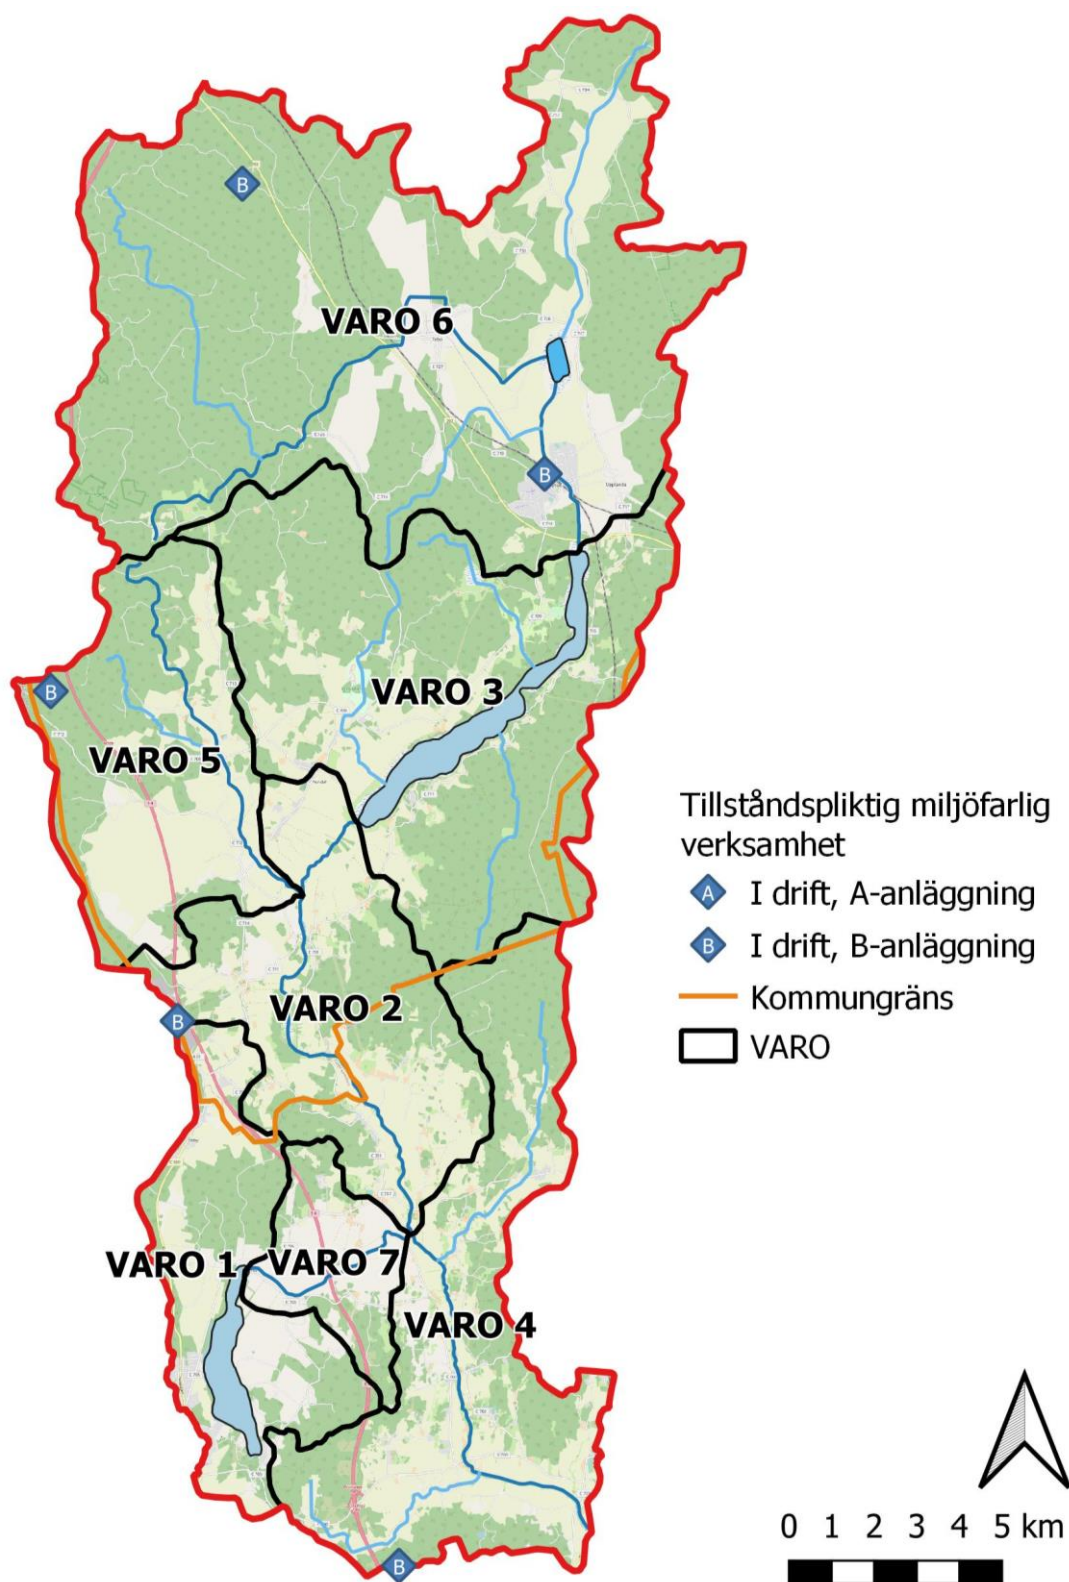 B
VARO 6
B
VARO 3
B
VARO 5
VARO 2
B
VARO 1
VARO 7
VARO 4
B
Tillståndspliktig miljöfarlig
verksamhet
A I drift, A-anläggning
B I drift, B-anläggning
Kommungräns
VARO
0 1 2 3 4 5 km